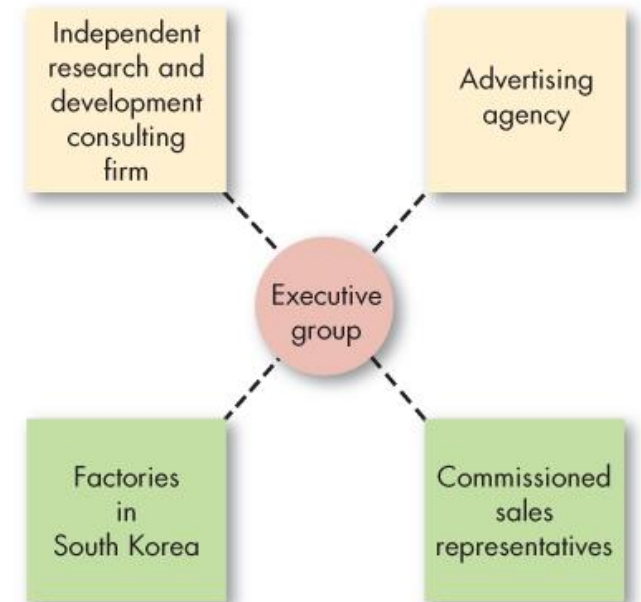 Independent
research and
development
consulting
firm
Advertising
agency
Executive
group
Factories
in
South Korea
Commissioned
sales
representatives